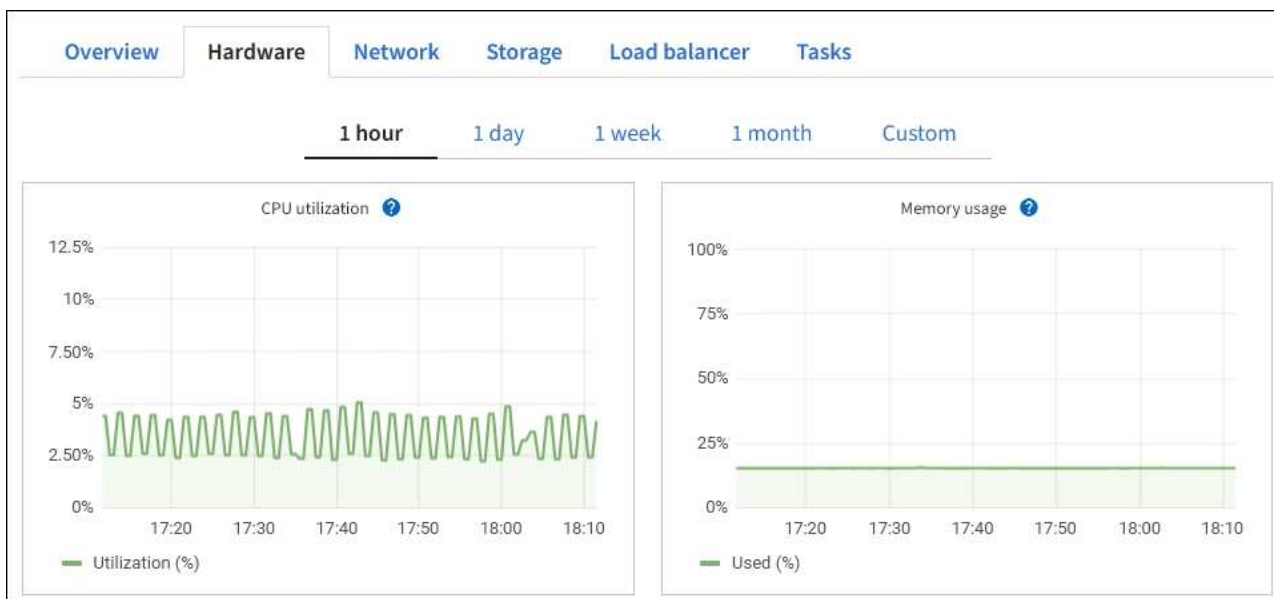 Overview Hardware Network Storage Load balancer Tasks
1 hour 1 day 1 week 1 month Custom
CPU utilization ?
12.5%
10%
7.50%
5%
2.50%
0%
17:20 17:30 17:40 17:50 18:00 18:10
Utilization (%)
Memory usage ?
100%
75%
50%
25%
0%
17:20 17:30 17:40 17:50 18:00 18:10
Used (%)